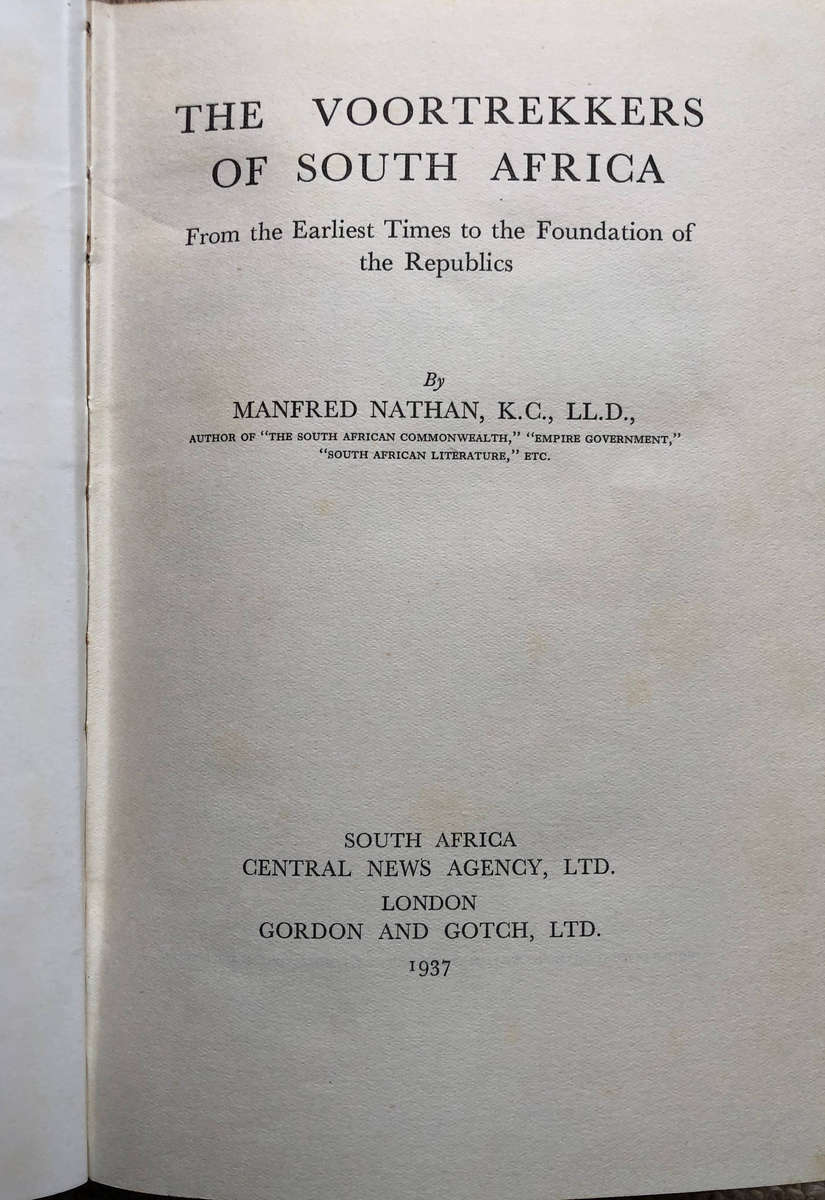 THE VOORTREKKERS
OF SOUTH AFRICA
From the Earliest Times to the Foundation of
the Republics
By
MANFRED NATHAN, K.C., LL.D.,
AUTHOR OF "THE SOUTH AFRICAN COMMONWEALTH," "EMPIRE GOVERNMENT,"
"SOUTH AFRICAN LITERATURE," ETC.
SOUTH AFRICA
CENTRAL NEWS AGENCY, LTD.
LONDON
GORDON AND GOTCH, LTD.
1937